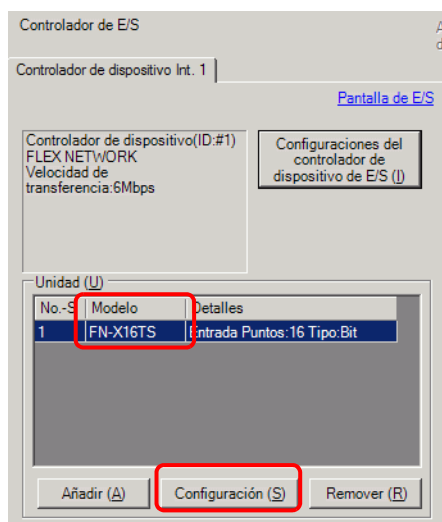 Controlador de E/S
Controlador de dispositivo Int. 1
Pantalla de E/S
Controlador de dispositivo(ID:#1)
FLEX NETWORK
Velocidad de
transferencia:6Mbps
Configuraciones del
controlador de
dispositivo de E/S (I)
Unidad (U)
No.-S Modelo Detalles
1 FN-X16TS Entrada Puntos:16 Tipo:Bit
Añadir (A) Configuración (S) Remover (R)